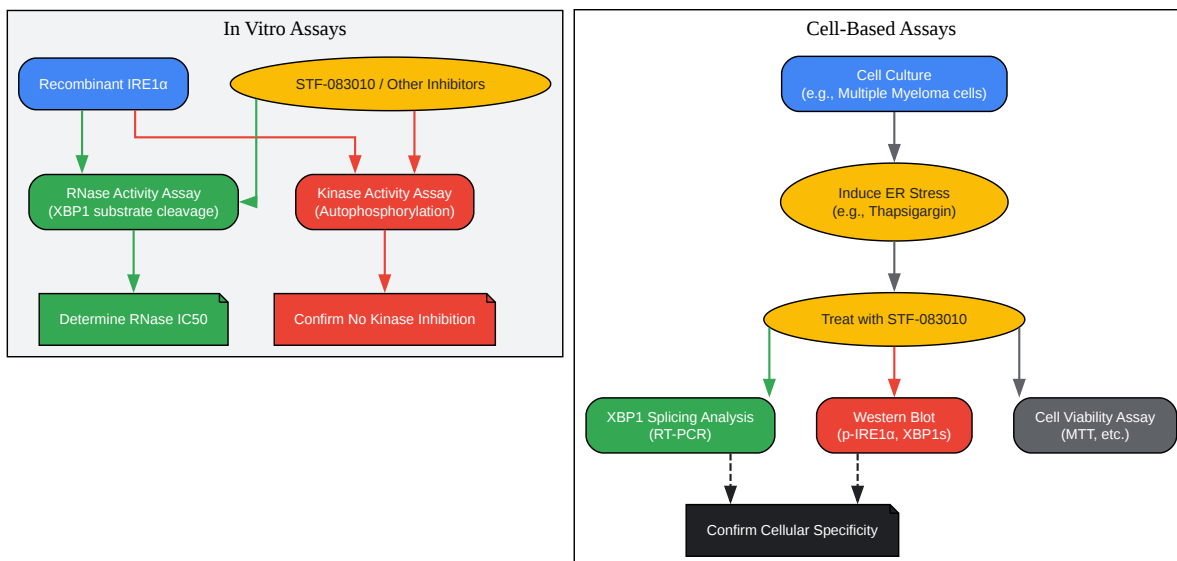 In Vitro Assays
Recombinant IRE1α
STF-083010 / Other Inhibitors
RNase Activity Assay
(XBP1 substrate cleavage)
Kinase Activity Assay
(Autophosphorylation)
Determine RNase IC50
Confirm No Kinase Inhibition
Cell-Based Assays
Cell Culture
(e.g., Multiple Myeloma cells)
Induce ER Stress
(e.g., Thapsigargin)
Treat with STF-083010
XBP1 Splicing Analysis
(RT-PCR)
Western Blot
(p-IRE1α, XBP1s)
Cell Viability Assay
(MTT, etc.)
Confirm Cellular Specificity